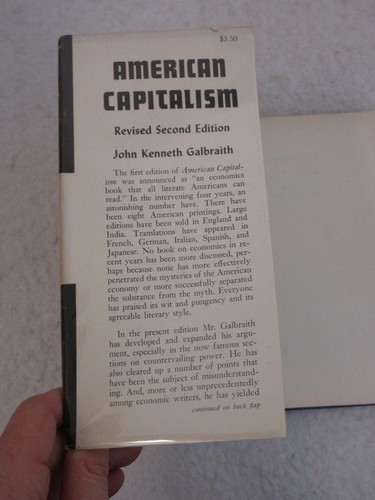 $3.50
AMERICAN
CAPITALISM
Revised Second Edition
John Kenneth Galbraith
The first edition of American Capital-
ism was announced as "an economics
book that all literate Americans can
read." In the intervening four years, an
astonishing number have. There have
been eight American printings. Large
editions have been sold in England and
India. Translations have appeared in
French, German, Italian, Spanish, and
Japanese. No book on economics in re-
cent years has been more discussed, per-
haps because none has more effectively
penetrated the mysteries of the American
economy or more successfully separated
the substance from the myth. Everyone
has praised its wit and pungency and its
agreeable literary style.
In the present edition Mr. Galbraith
has developed and expanded his argu-
ment, especially in the now famous sec-
tions on countervailing power. He has
also cleared up a number of points that
have been the subject of misunderstand-
ing. And, more or less unprecedentedly
among economic writers, he has yielded
continued on back flap